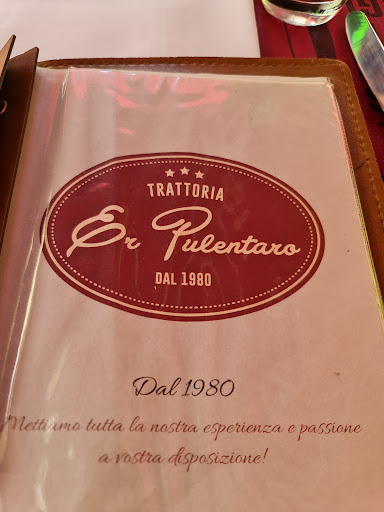 TRATTORIA
Er Pulentaro
DAL 1980
Dal 1980
Mettiamo tutta la nostra esperienza e passione
a vostra disposizione!